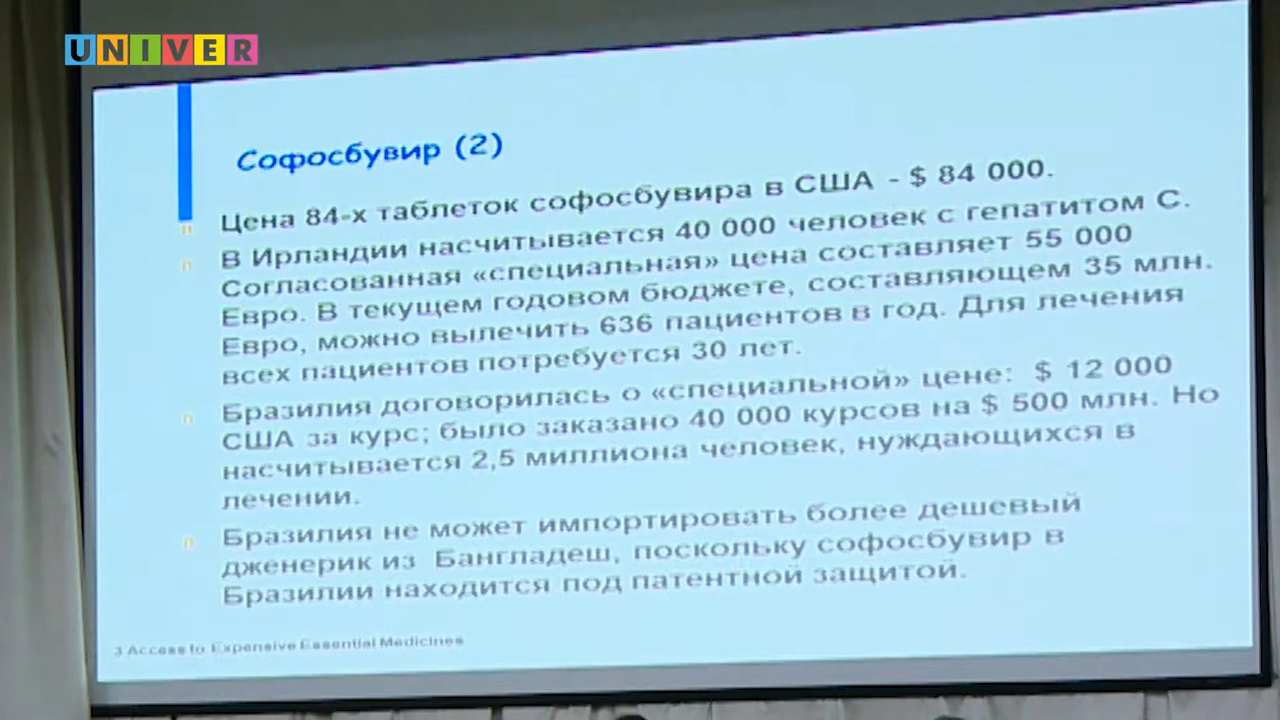 UNIVER
Софосбувир (2)
Цена 84-х таблеток софосбувира в США - $ 84 000.
В Ирландии насчитывается 40 000 человек с гепатитом С.
Согласованная «специальная» цена составляет 55 000
Евро. В текущем годовом бюджете, составляющем 35 млн.
Евро, можно вылечить 636 пациентов в год. Для лечения
всех пациентов потребуется 30 лет.
Бразилия договорилась о «специальной» цене: $ 12 000
США за курс; было заказано 40 000 курсов на $ 500 млн. Но
насчитывается 2,5 миллиона человек, нуждающихся в
лечении.
Бразилия не может импортировать более дешевый
дженерик из Бангладеш, поскольку софосбувир в
Бразилии находится под патентной защитой.
3 Access to Expensive Essential Medicines